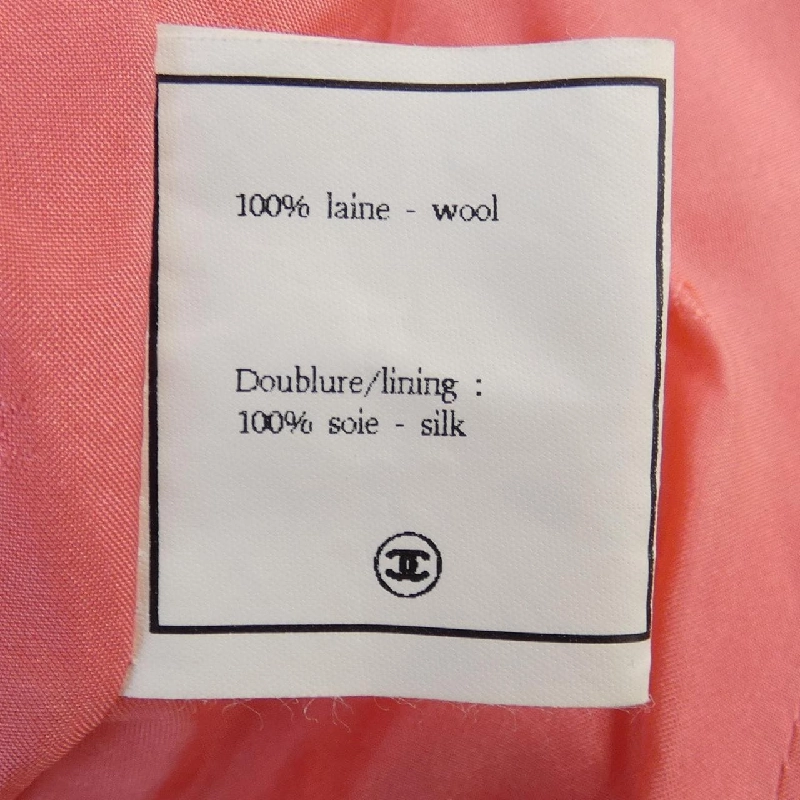 100% laine - wool
Doublure/lining :
100% soie - silk